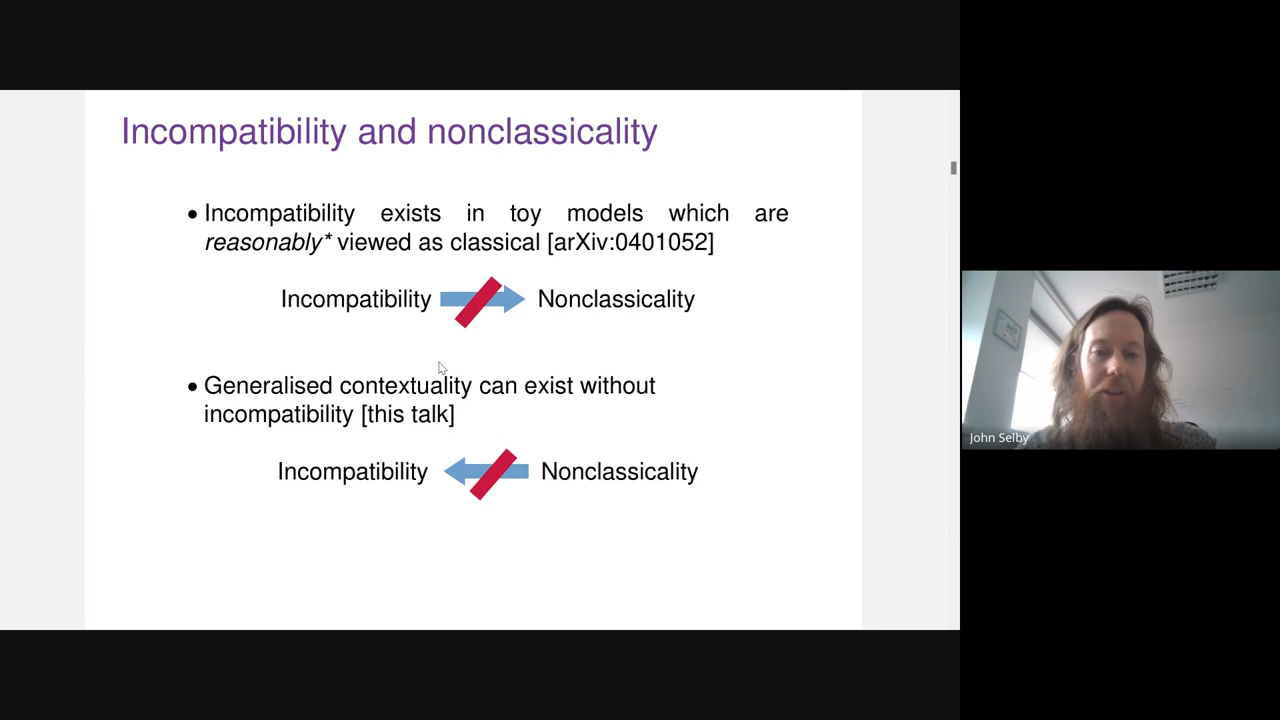 Incompatibility and nonclassicality
• Incompatibility exists in toy models which are
reasonably* viewed as classical [arXiv:0401052]
Incompatibility Nonclassicality
• Generalised contextuality can exist without
incompatibility [this talk]
Incompatibility Nonclassicality
John Selby